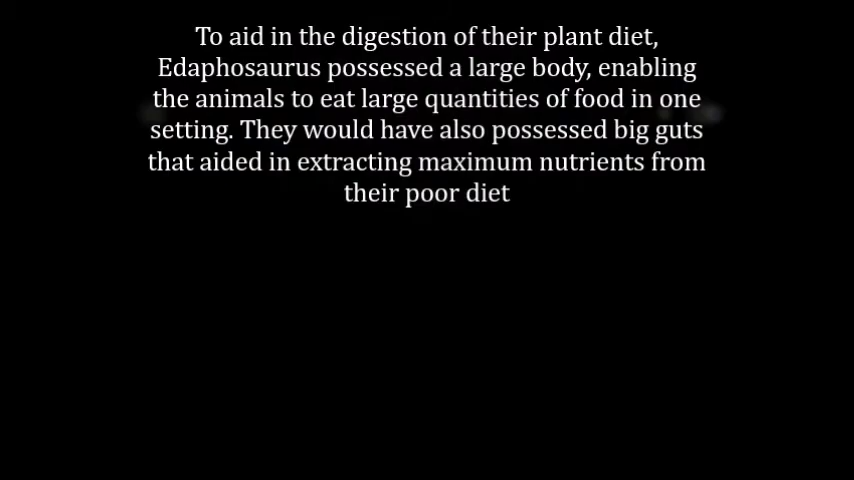 To aid in the digestion of their plant diet,
Edaphosaurus possessed a large body, enabling
the animals to eat large quantities of food in one
setting. They would have also possessed big guts
that aided in extracting maximum nutrients from
their poor diet